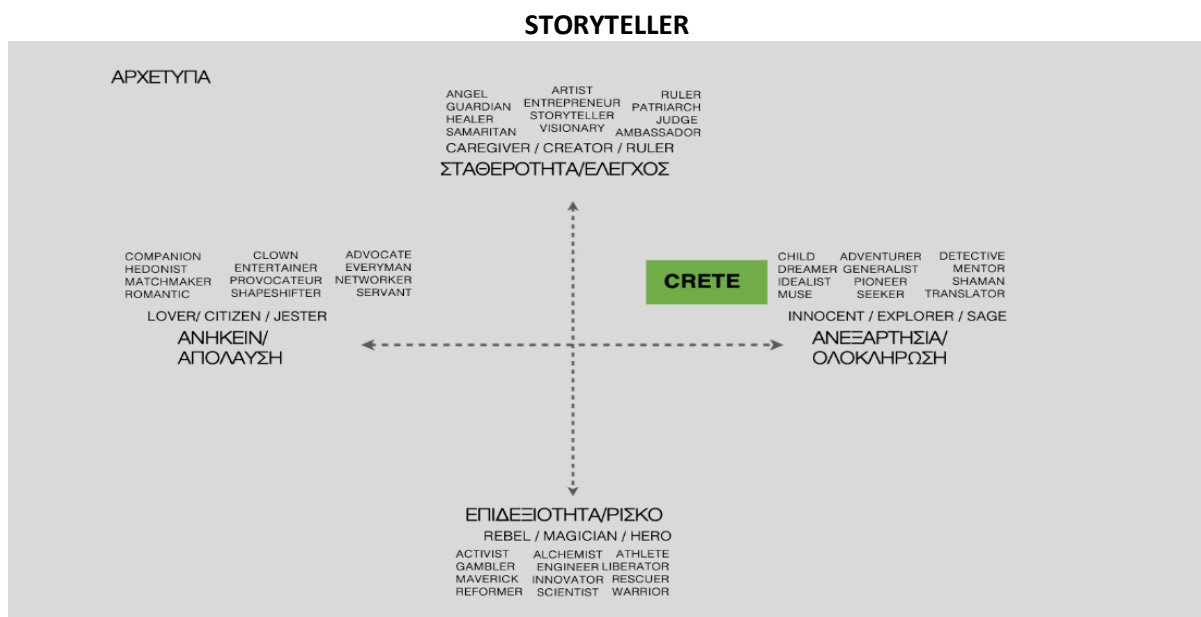 STORYTELLER
ΑΡΧΕΤΥΠΑ
ANGEL ARTIST RULER
GUARDIAN ENTREPRENEUR PATRIARCH
HEALER STORYTELLER JUDGE
SAMARITAN VISIONARY AMBASSADOR
CAREGIVER / CREATOR / RULER
ΣΤΑΘΕΡΟΤΗΤΑ/ΕΛΕΓΧΟΣ
COMPANION CLOWN ADVOCATE
HEDONIST ENTERTAINER EVERYMAN
MATCHMAKER PROVOCATEUR NETWORKER
ROMANTIC SHAPESHIFTER SERVANT
LOVER/ CITIZEN / JESTER
ΑΝΗΚΕΙΝ/
ΑΠΟΛΑΥΣΗ
CRETE
CHILD ADVENTURER DETECTIVE
DREAMER GENERALIST MENTOR
IDEALIST PIONEER SHAMAN
MUSE SEEKER TRANSLATOR
INNOCENT / EXPLORER / SAGE
ΑΝΕΞΑΡΤΗΣΙΑ/
ΟΛΟΚΛΗΡΩΣΗ
ΕΠΙΔΕΞΙΟΤΗΤΑ/ΡΙΣΚΟ
REBEL / MAGICIAN / HERO
ACTIVIST ALCHEMIST ATHLETE
GAMBLER ENGINEER LIBERATOR
MAVERICK INNOVATOR RESCUER
REFORMER SCIENTIST WARRIOR